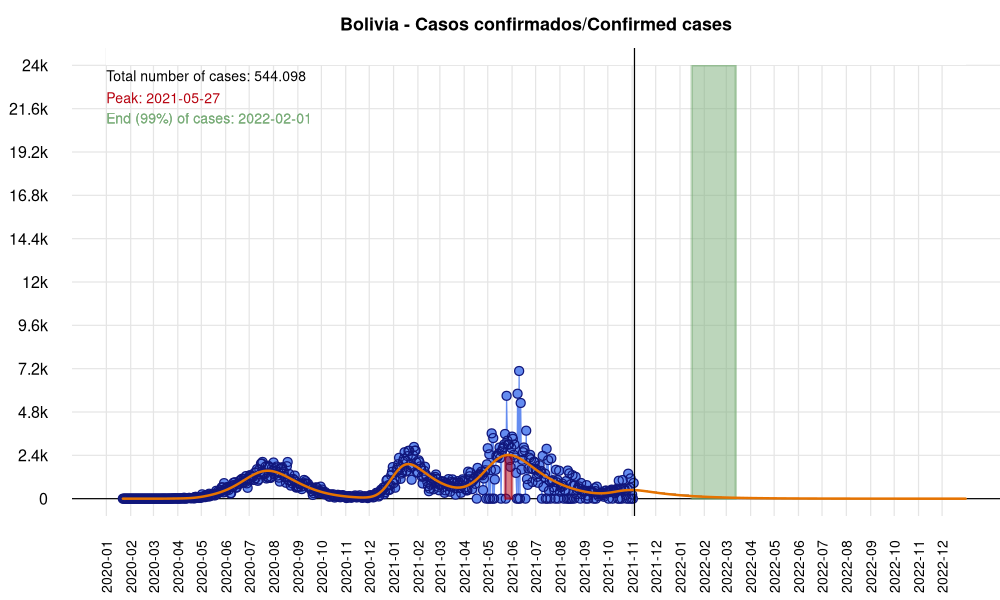 Bolivia - Casos confirmados/Confirmed cases
Total number of cases: 544.098
Peak: 2021-05-27
End (99%) of cases: 2022-02-01
24k
21.6k
19.2k
16.8k
14.4k
12k
9.6k
7.2k
4.8k
2.4k
0
2020-01
2020-02
2020-03
2020-04
2020-05
2020-06
2020-07
2020-08
2020-09
2020-10
2020-11
2020-12
2021-01
2021-02
2021-03
2021-04
2021-05
2021-06
2021-07
2021-08
2021-09
2021-10
2021-11
2021-12
2022-01
2022-02
2022-03
2022-04
2022-05
2022-06
2022-07
2022-08
2022-09
2022-10
2022-11
2022-12